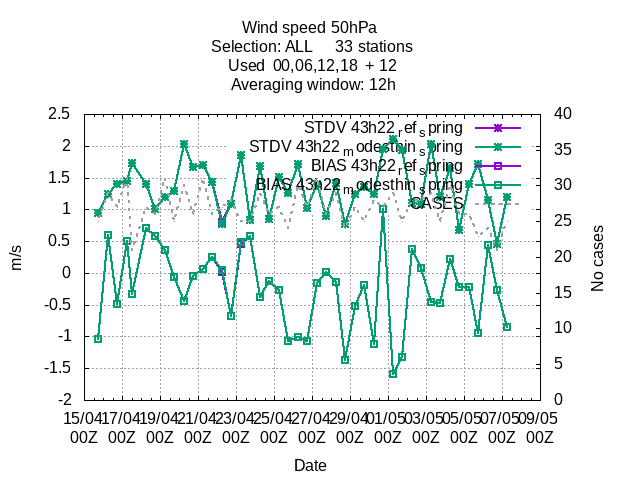 Wind speed 50hPa
Selection: ALL 33 stations
Used 00,06,12,18 + 12
Averaging window: 12h
STDV 43h22_ref_spring
STDV 43h22_modesthin_spring
BIAS 43h22_ref_spring
BIAS 43h22_modesthin_spring
CASES
2.5
2
1.5
1
0.5
0
-0.5
-1
-1.5
-2
m/s
40
35
30
25
20
15
10
5
0
No cases
15/04 17/04 19/04 21/04 23/04 25/04 27/04 29/04 01/05 03/05 05/05 07/05 09/05
00Z 00Z 00Z 00Z 00Z 00Z 00Z 00Z 00Z 00Z 00Z 00Z 00Z
Date